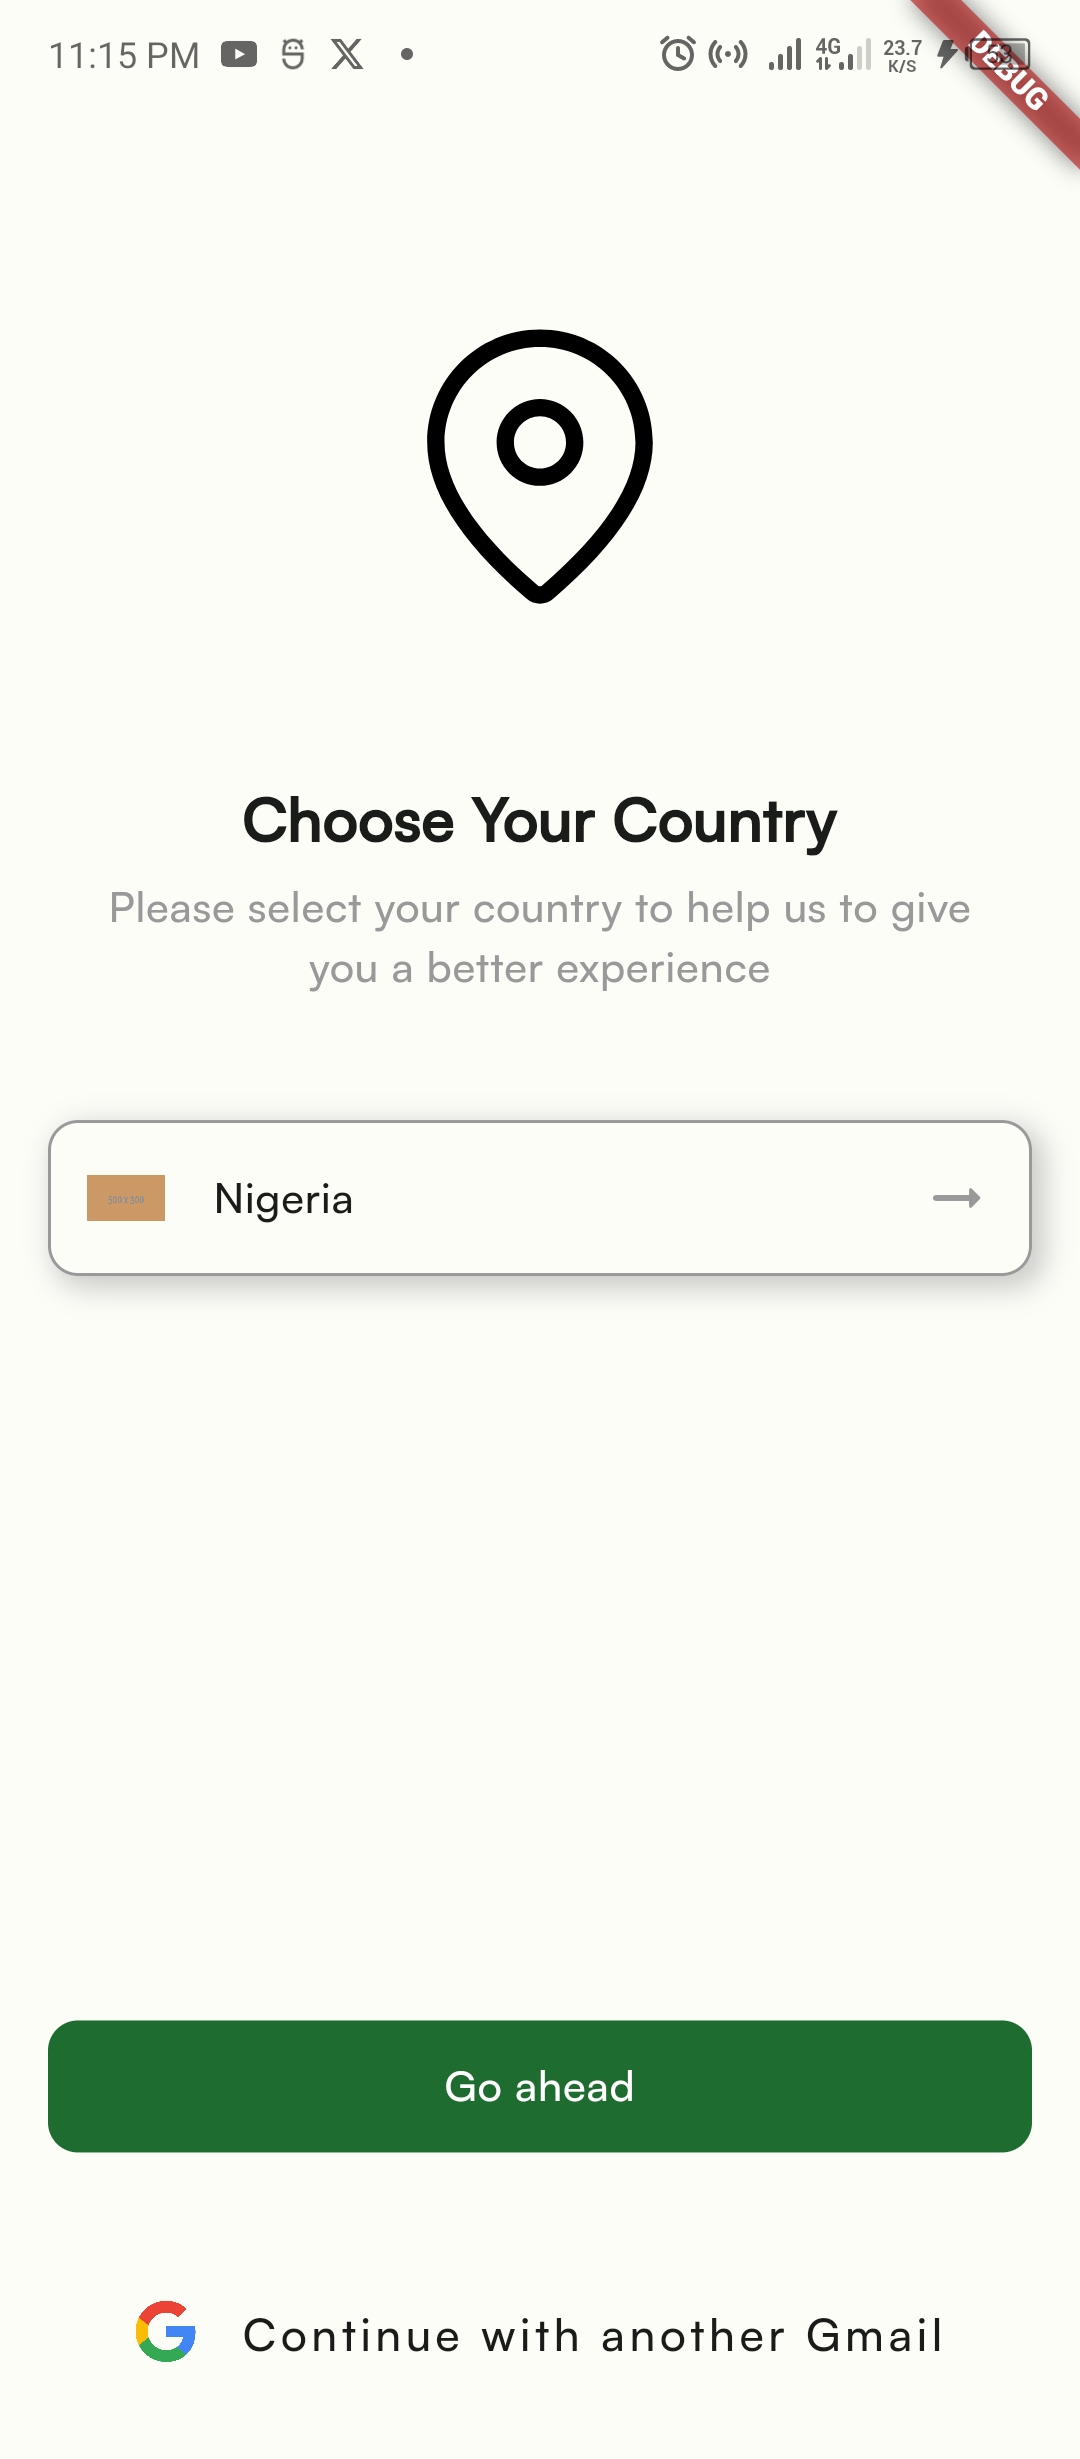 11:15 PM
4G
23.7
K/S
DEBUG
Choose Your Country
Please select your country to help us to give
you a better experience
500 x 300
Nigeria
Go ahead
Continue with another Gmail